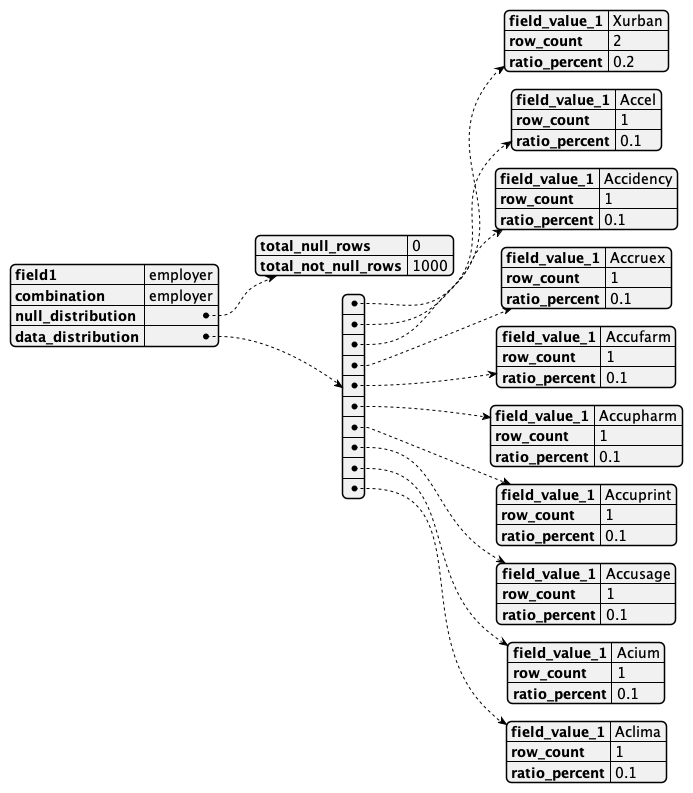 field1 employer
combination employer
null_distribution
data_distribution
total_null_rows 0
total_not_null_rows 1000
field_value_1 Xurban
row_count 2
ratio_percent 0.2
field_value_1 Accel
row_count 1
ratio_percent 0.1
field_value_1 Accidency
row_count 1
ratio_percent 0.1
field_value_1 Accruex
row_count 1
ratio_percent 0.1
field_value_1 Accufarm
row_count 1
ratio_percent 0.1
field_value_1 Accupharm
row_count 1
ratio_percent 0.1
field_value_1 Accuprint
row_count 1
ratio_percent 0.1
field_value_1 Accusage
row_count 1
ratio_percent 0.1
field_value_1 Acium
row_count 1
ratio_percent 0.1
field_value_1 Aclima
row_count 1
ratio_percent 0.1